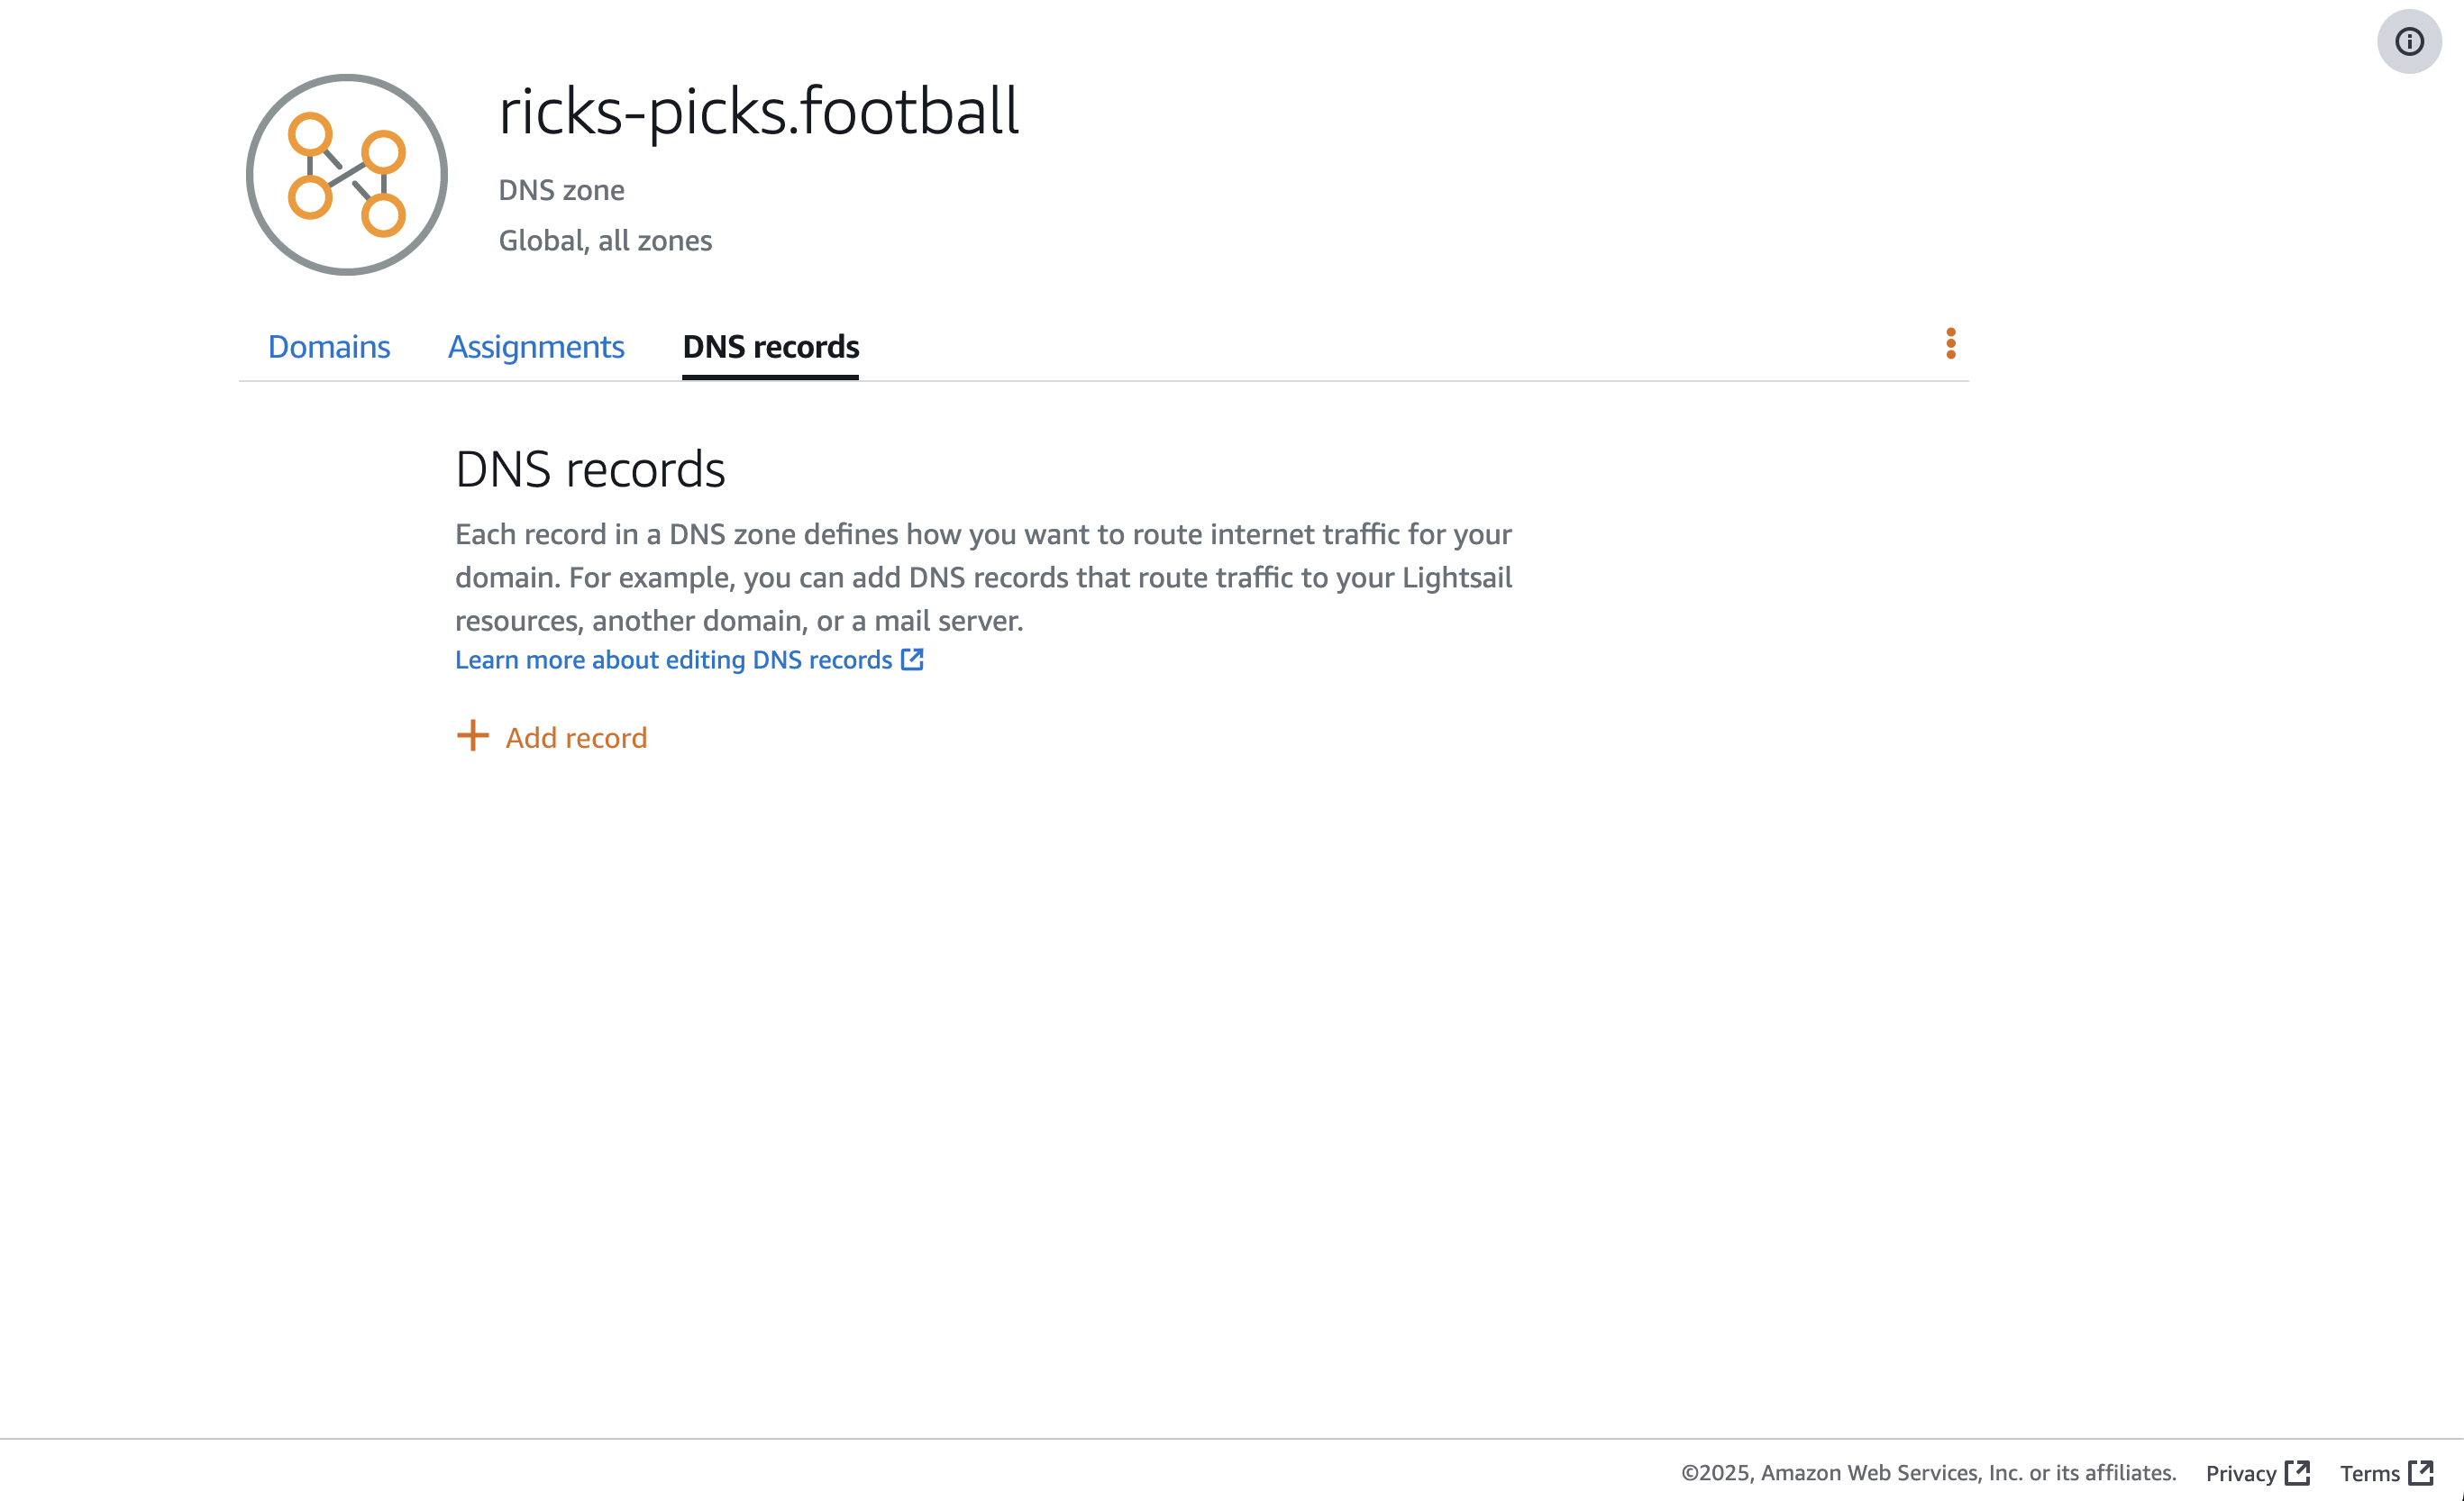 ricks-picks.football
DNS zone
Global, all zones
Domains
Assignments
DNS records
DNS records
Each record in a DNS zone defines how you want to route internet traffic for your
domain. For example, you can add DNS records that route traffic to your Lightsail
resources, another domain, or a mail server.
Learn more about editing DNS records
Add record
©2025, Amazon Web Services, Inc. or its affiliates.
Privacy
Terms